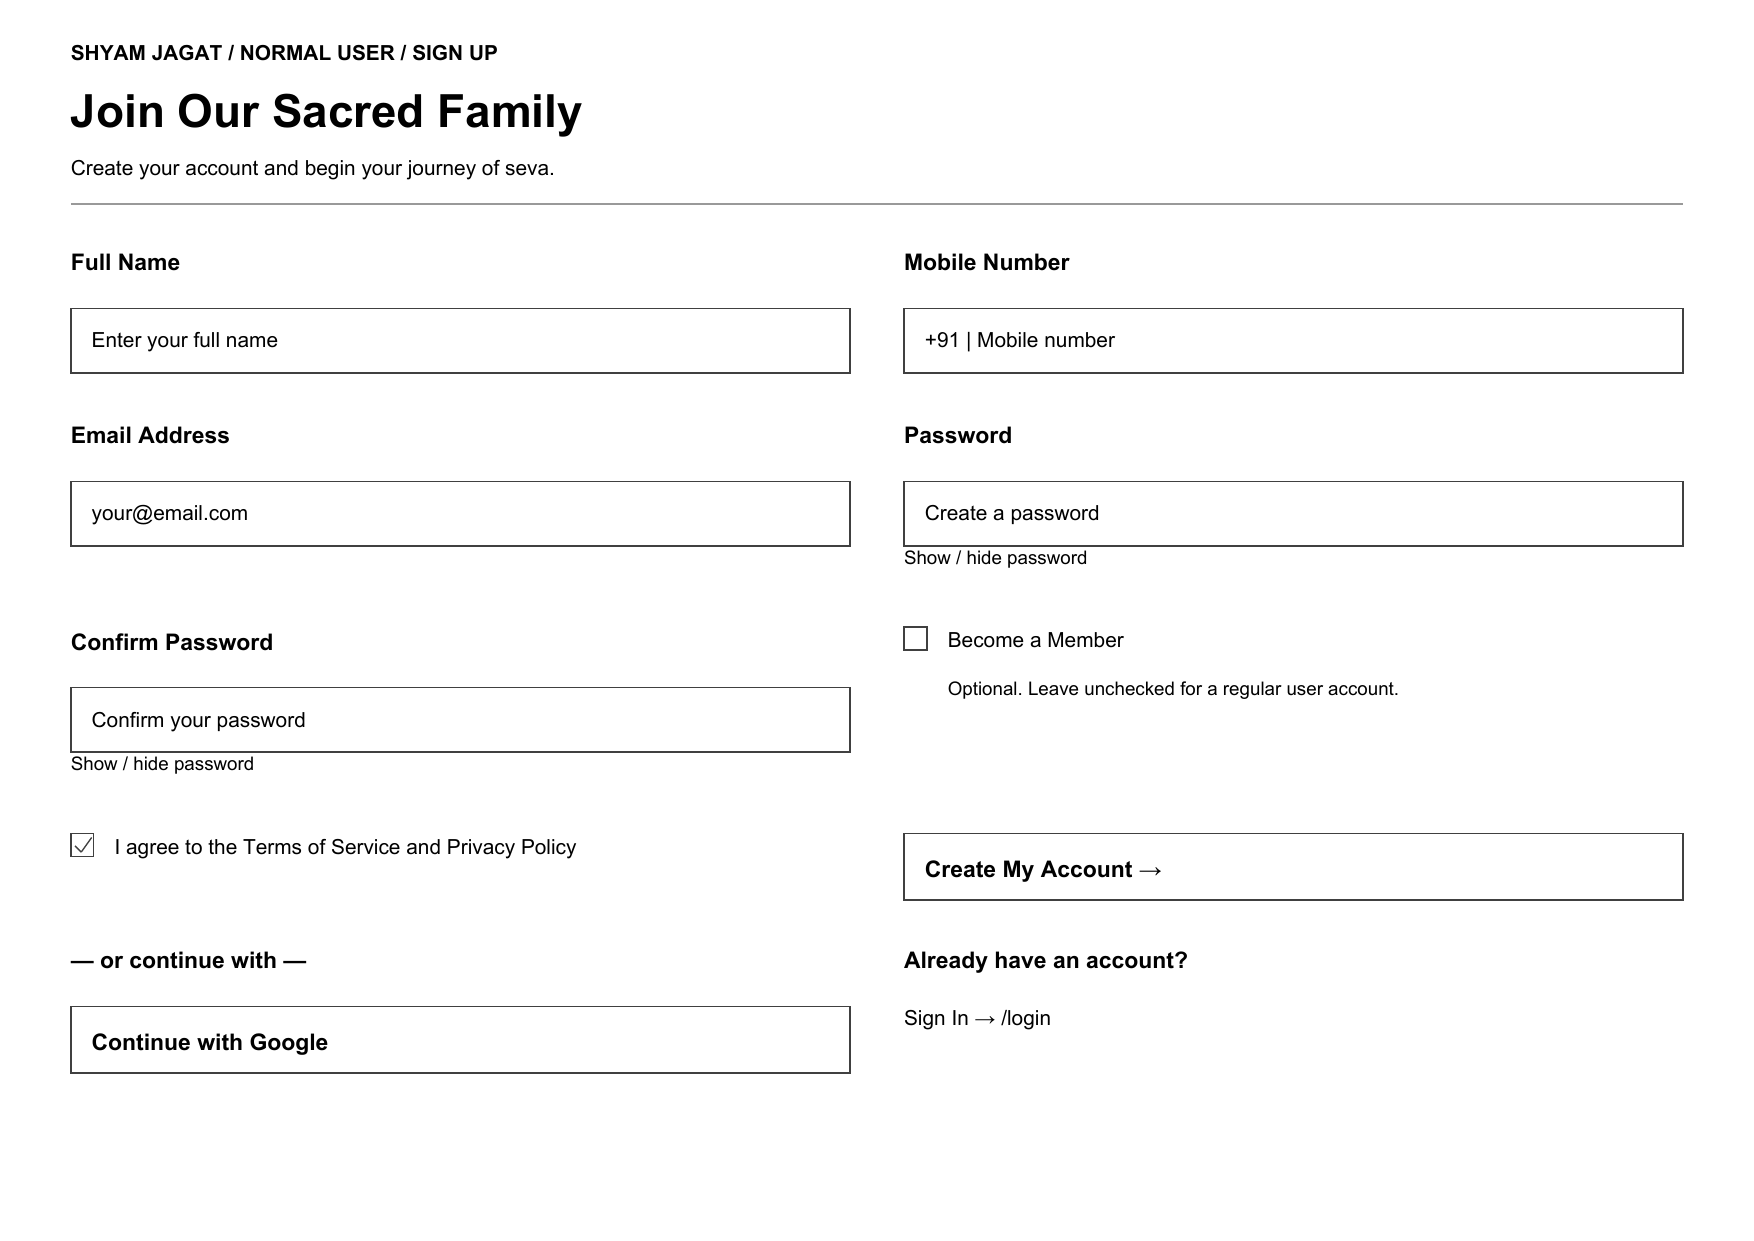 SHYAM JAGAT / NORMAL USER / SIGN UP
Join Our Sacred Family
Create your account and begin your journey of seva.
Full Name
Enter your full name
Mobile Number
+91 | Mobile number
Email Address
your@email.com
Password
Create a password
Show / hide password
Confirm Password
Confirm your password
Show / hide password
Become a Member
Optional. Leave unchecked for a regular user account.
I agree to the Terms of Service and Privacy Policy
Create My Account →
— or continue with —
Continue with Google
Already have an account?
Sign In → /login